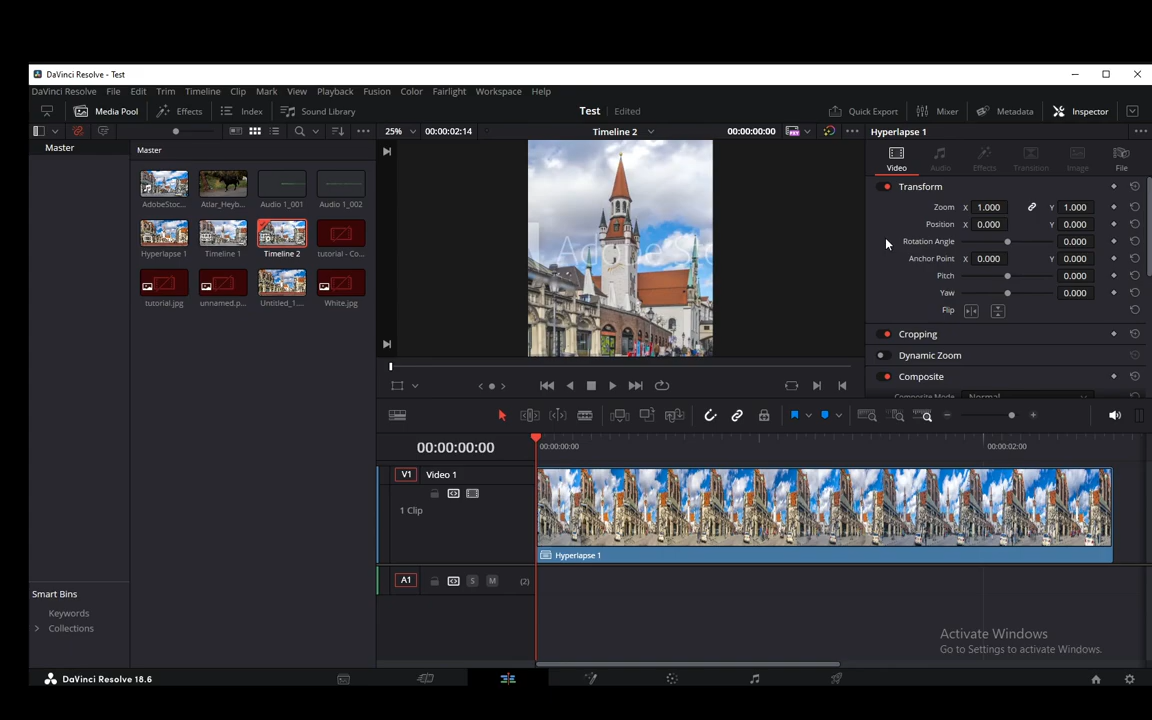 DaVinci Resolve - Test
DaVinci Resolve File Edit Trim Timeline Clip Mark View Playback Fusion Color Fairlight Workspace Help
Media Pool Effects Index Sound Library Test Edited Quick Export Mixer Metadata Inspector
25% 00:00:02:14 Timeline 2 00:00:00:00 Hyperlapse 1
Master
Master
Video Audio Effects Transition Image File
Transform
AdobeStoc... Atlar_Heyb... Audio 1_001 Audio 1_002
Zoom X 1.000 Y 1.000
Position X 0.000 Y 0.000
Rotation Angle 0.000
Hyperlapse 1 Timeline 1 Timeline 2 tutorial - Co...
Anchor Point X 0.000 Y 0.000
Pitch 0.000
Yaw 0.000
tutorial.jpg unnamed.p... Untitled_1.... White.jpg
Flip
Cropping
Dynamic Zoom
Composite
Composite Mode Normal
Adobe Sto
00:00:00:00
00:00:00:00 00:00:02:00
V1 Video 1
1 Clip
Hyperlapse 1
A1 S M (2)
Smart Bins
Keywords
Collections
Activate Windows
Go to Settings to activate Windows.
DaVinci Resolve 18.6